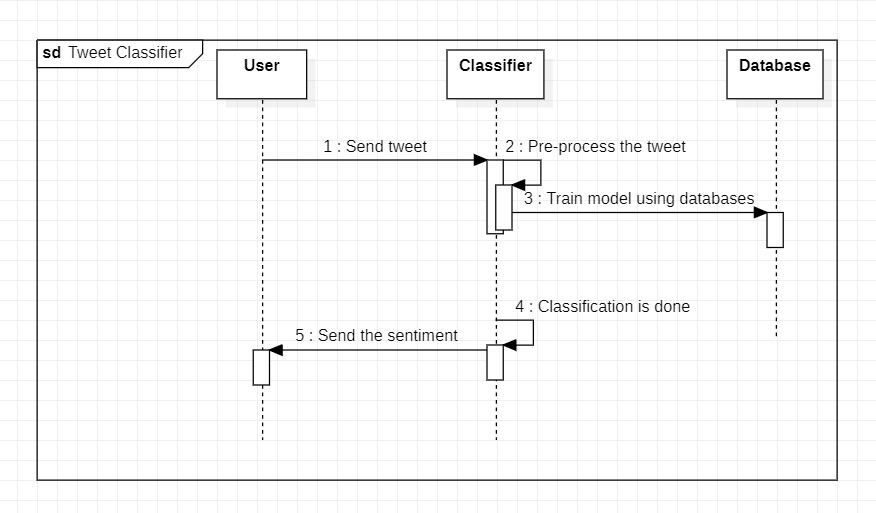 sd Tweet Classifier
User
Classifier
Database
1 : Send tweet
2 : Pre-process the tweet
3 : Train model using databases
4 : Classification is done
5 : Send the sentiment